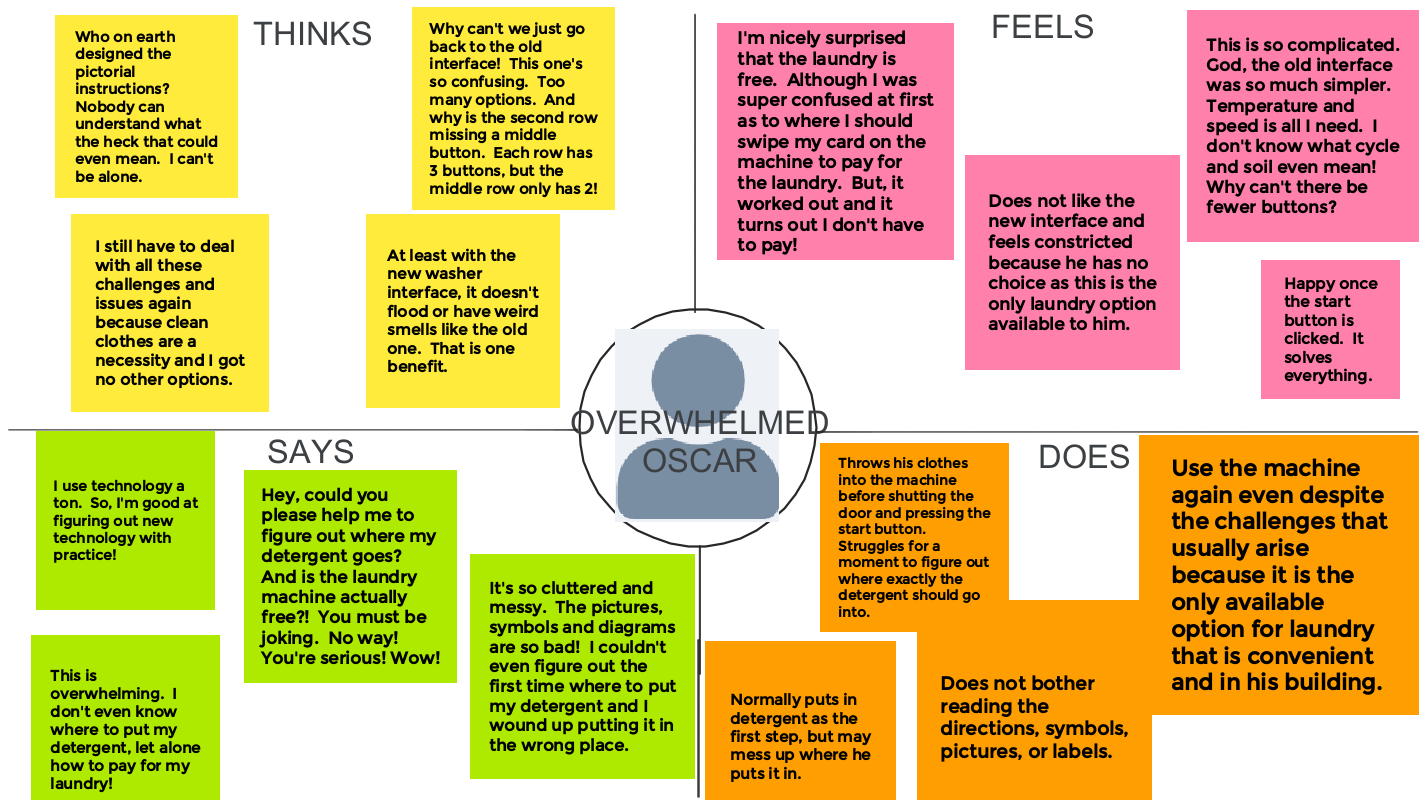 THINKS
Who on earth
designed the
pictorial
instructions?
Nobody can
understand what
the heck that could
even mean.  I can't
be alone.
Why can't we just go
back to the old
interface!  This one's
so confusing.  Too
many options.  And
why is the second row
missing a middle
button.  Each row has
3 buttons, but the
middle row only has 2!
I still have to deal
with all these
challenges and
issues again
because clean
clothes are a
necessity and I got
no other options.
At least with the
new washer
interface, it doesn't
flood or have weird
smells like the old
one.  That is one
benefit.
FEELS
I'm nicely surprised
that the laundry is
free.  Although I was
super confused at first
as to where I should
swipe my card on the
machine to pay for
the laundry.  But, it
worked out and it
turns out I don't have
to pay!
This is so complicated.
God, the old interface
was so much simpler.
Temperature and
speed is all I need.  I
don't know what cycle
and soil even mean!
Why can't there be
fewer buttons?
Does not like the
new interface and
feels constricted
because he has no
choice as this is the
only laundry option
available to him.
Happy once
the start
button is
clicked.  It
solves
everything.
OVERWHELMED
OSCAR
SAYS
I use technology a
ton.  So, I'm good at
figuring out new
technology with
practice!
Hey, could you
please help me to
figure out where my
detergent goes?
And is the laundry
machine actually
free?!  You must be
joking.  No way!
You're serious! Wow!
It's so cluttered and
messy.  The pictures,
symbols and diagrams
are so bad!  I couldn't
even figure out the
first time where to put
my detergent and I
wound up putting it in
the wrong place.
This is
overwhelming.  I
don't even know
where to put my
detergent, let alone
how to pay for my
laundry!
DOES
Throws his clothes
into the machine
before shutting the
door and pressing the
start button.
Struggles for a
moment to figure out
where exactly the
detergent should go
into.
Use the machine
again even despite
the challenges that
usually arise
because it is the
only available
option for laundry
that is convenient
and in his building.
Normally puts in
detergent as the
first step, but may
mess up where he
puts it in.
Does not bother
reading the
directions, symbols,
pictures, or labels.